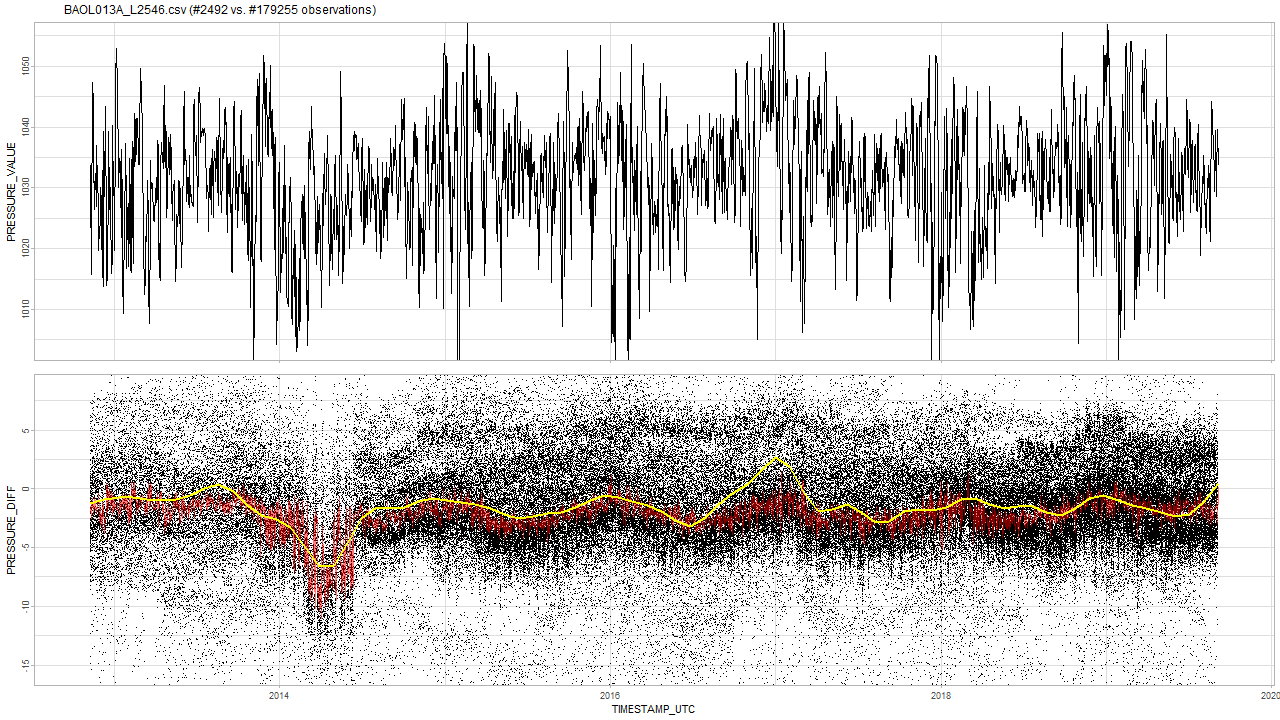 BAOL013A_L2546.csv (#2492 vs. #179255 observations)
PRESSURE_VALUE
1050
1040
1030
1020
1010
PRESSURE_DIFF
5
0
-5
-10
-15
2014 2016 2018 2020
TIMESTAMP_UTC